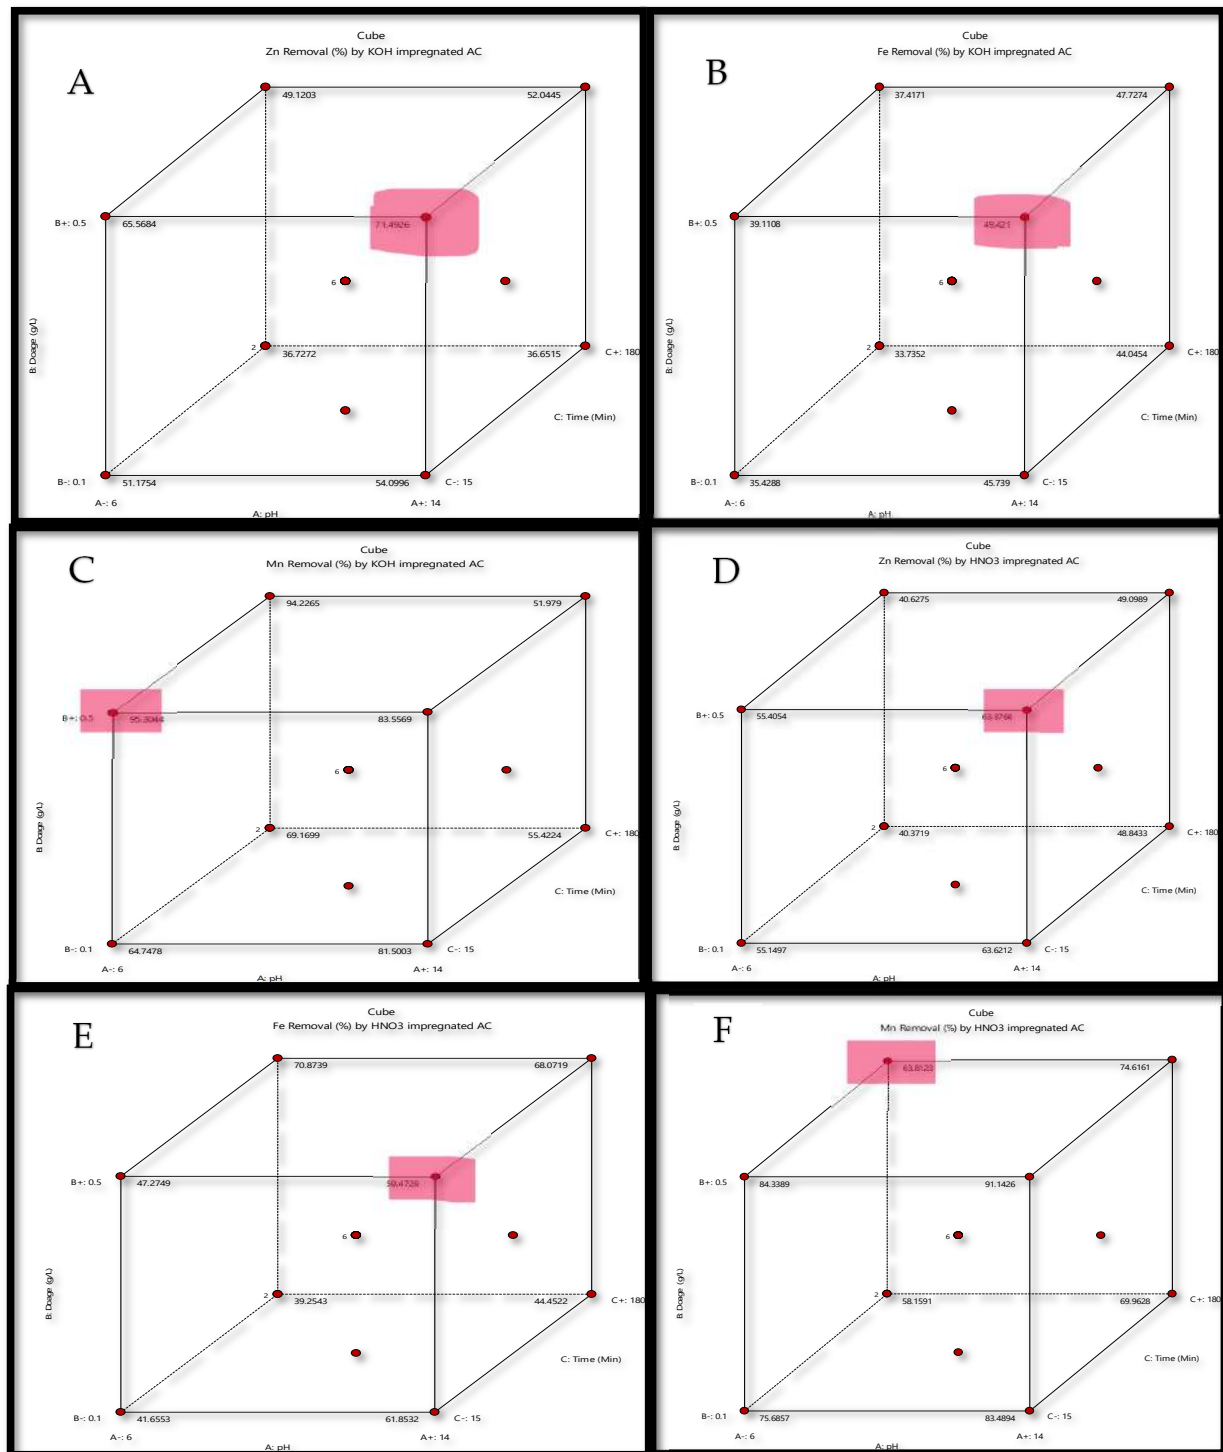 A
Cube
Zn Removal (%) by KOH impregnated AC
49.1203
52.0445
B+: 0.5
65.5684
71.4926
6
B: Doage (g/L)
2
36.7272
36.6515
C+: 180
C: Time (Min)
B-: 0.1
51.1754
54.0996
C-: 15
A-: 6
A+: 14
A: pH
B
Cube
Fe Removal (%) by KOH impregnated AC
37.4171
47.7274
B+: 0.5
39.1108
49.421
6
B: Doage (g/L)
2
33.7352
44.0454
C+: 180
C: Time (Min)
B-: 0.1
35.4288
45.739
C-: 15
A-: 6
A+: 14
A: pH
C
Cube
Mn Removal (%) by KOH impregnated AC
94.2265
51.979
B+: 0.5
95.3044
83.5569
6
B: Doage (g/L)
2
69.1699
55.4224
C+: 180
C: Time (Min)
B-: 0.1
64.7478
81.5003
C-: 15
A-: 6
A+: 14
A: pH
D
Cube
Zn Removal (%) by HNO3 impregnated AC
40.6275
49.0989
B+: 0.5
55.4054
6
B: Doage (g/L)
2
40.3719
48.8433
C+: 180
C: Time (Min)
B-: 0.1
55.1497
63.6212
C-: 15
A-: 6
A+: 14
A: pH
E
Cube
Fe Removal (%) by HNO3 impregnated AC
70.8739
68.0719
B+: 0.5
47.2749
6
B: Doage (g/L)
2
39.2543
44.4522
C+: 180
C: Time (Min)
B-: 0.1
41.6553
61.8532
C-: 15
A-: 6
A+: 14
A: pH
F
Cube
Mn Removal (%) by HNO3 impregnated AC
63.8123
74.6161
B+: 0.5
84.3389
91.1426
6
B: Doage (g/L)
2
58.1591
69.9628
C+: 180
C: Time (Min)
B-: 0.1
75.6857
83.4894
C-: 15
A-: 6
A+: 14
A: pH